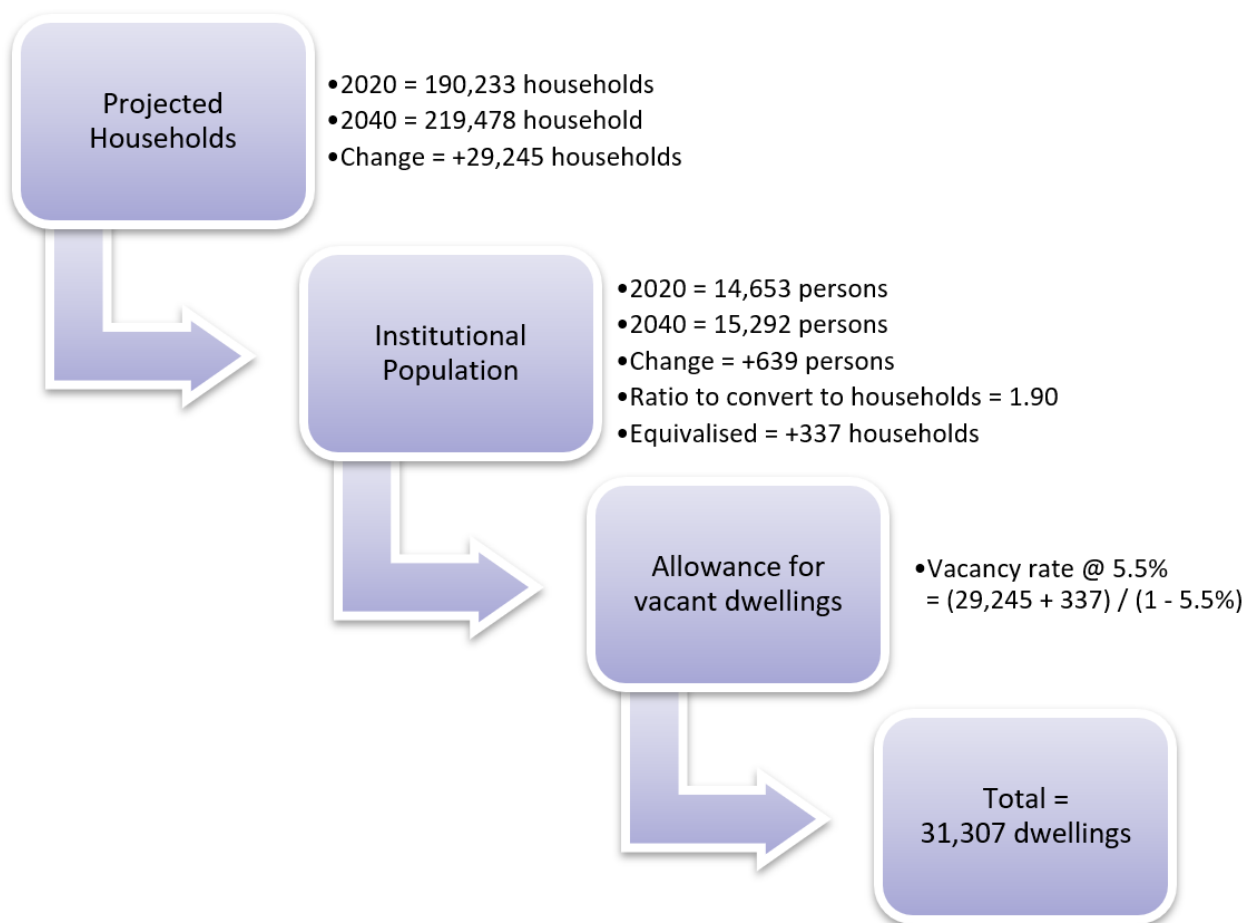 Projected
Households
•2020 = 190,233 households
•2040 = 219,478 household
•Change = +29,245 households
Institutional
Population
•2020 = 14,653 persons
•2040 = 15,292 persons
•Change = +639 persons
•Ratio to convert to households = 1.90
•Equivalised = +337 households
Allowance for
vacant dwellings
•Vacancy rate @ 5.5%
= (29,245 + 337) / (1 - 5.5%)
Total =
31,307 dwellings